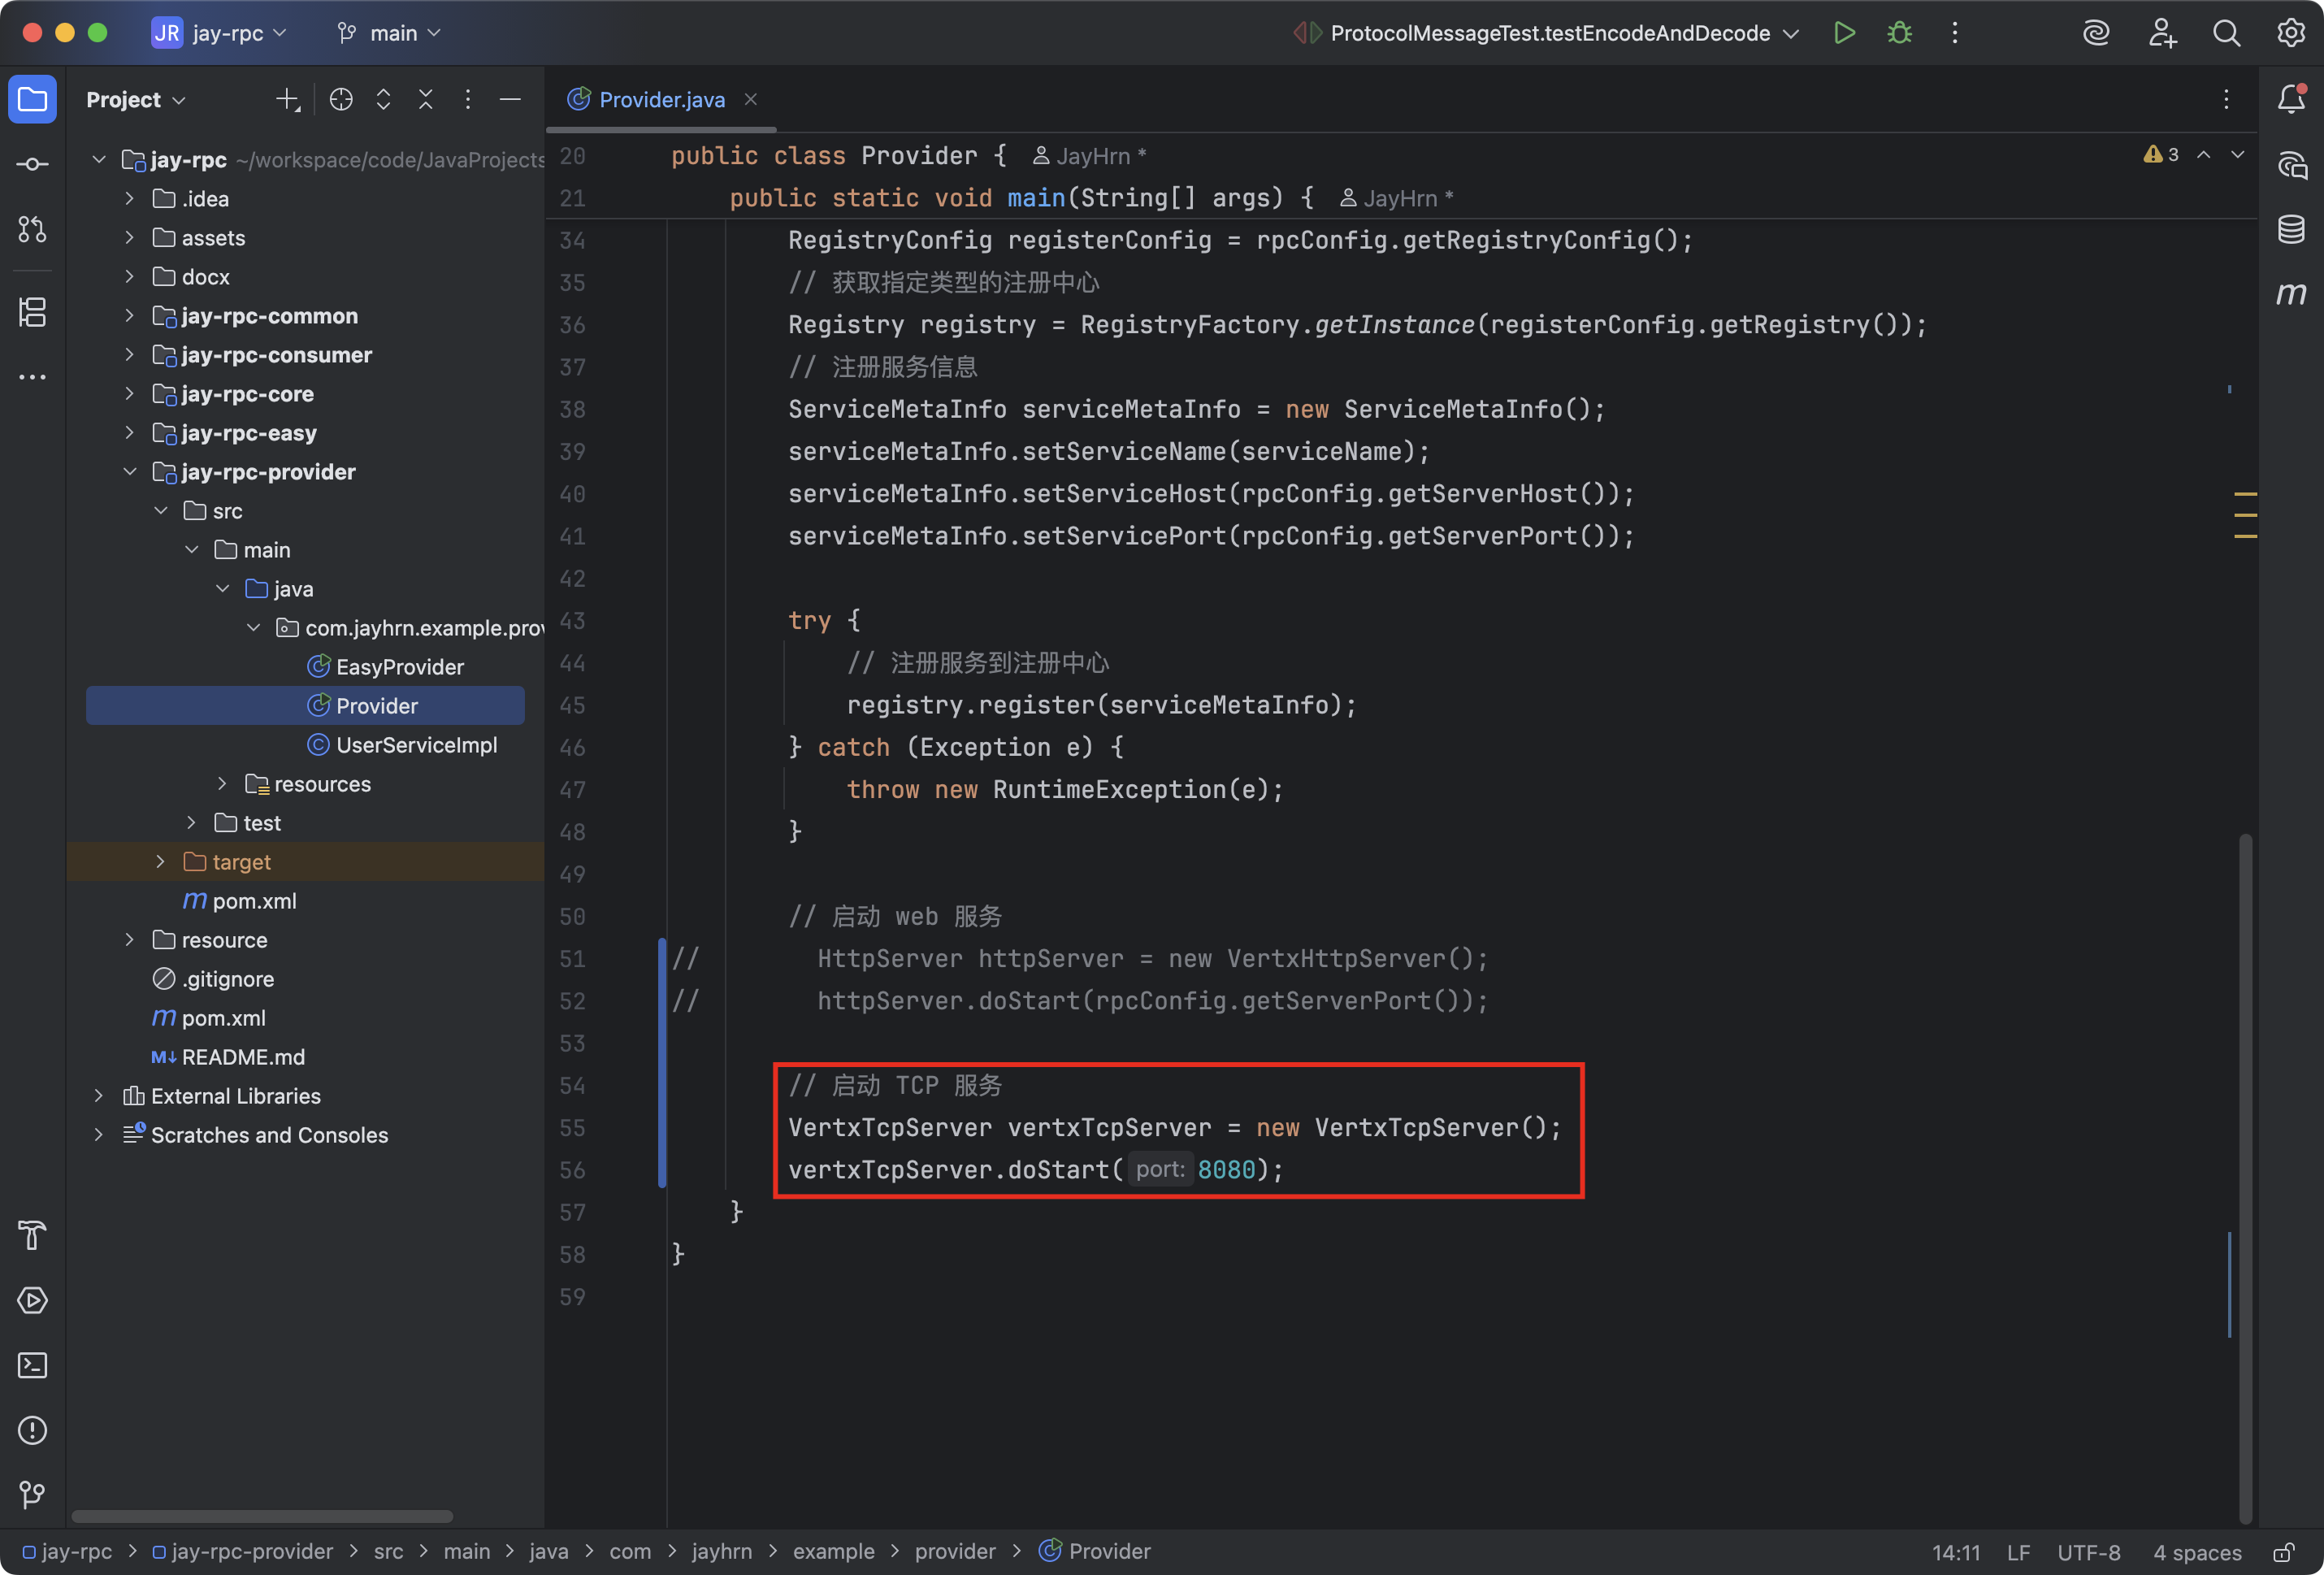 JR jay-rpc main ProtocolMessageTest.testEncodeAndDecode
Project
jay-rpc ~/workspace/code/JavaProjects
.idea
assets
docx
jay-rpc-common
jay-rpc-consumer
jay-rpc-core
jay-rpc-easy
jay-rpc-provider
src
main
java
com.jayhrn.example.prov
EasyProvider
Provider
UserServiceImpl
resources
test
target
m pom.xml
resource
.gitignore
m pom.xml
M↓ README.md
External Libraries
Scratches and Consoles
Provider.java
3
20 public class Provider { JayHrn *
21 public static void main(String[] args) { JayHrn *
34 RegistryConfig registerConfig = rpcConfig.getRegistryConfig();
35 // 获取指定类型的注册中心
36 Registry registry = RegistryFactory.getInstance(registerConfig.getRegistry());
37 // 注册服务信息
38 ServiceMetaInfo serviceMetaInfo = new ServiceMetaInfo();
39 serviceMetaInfo.setServiceName(serviceName);
40 serviceMetaInfo.setServiceHost(rpcConfig.getServerHost());
41 serviceMetaInfo.setServicePort(rpcConfig.getServerPort());
42
43 try {
44 // 注册服务到注册中心
45 registry.register(serviceMetaInfo);
46 } catch (Exception e) {
47 throw new RuntimeException(e);
48 }
49
50 // 启动 web 服务
51 // HttpServer httpServer = new VertxHttpServer();
52 // httpServer.doStart(rpcConfig.getServerPort());
53
54 // 启动 TCP 服务
55 VertxTcpServer vertxTcpServer = new VertxTcpServer();
56 vertxTcpServer.doStart( port: 8080);
57 }
58 }
59
m
jay-rpc > jay-rpc-provider > src > main > java > com > jayhrn > example > provider > Provider 14:11 LF UTF-8 4 spaces